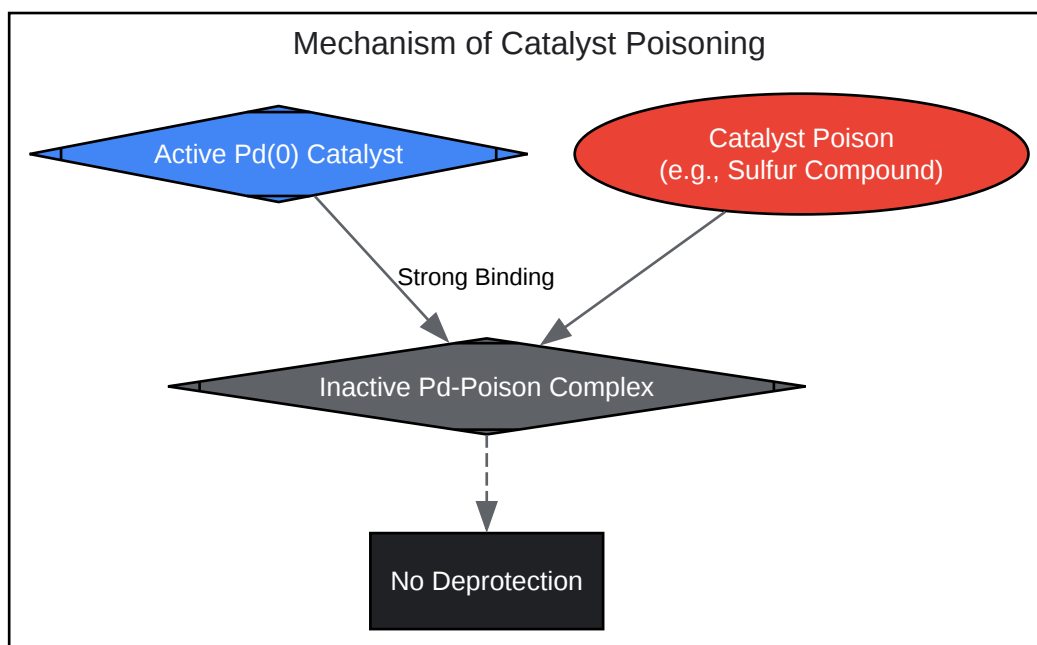 Mechanism of Catalyst Poisoning
Active Pd(0) Catalyst
Catalyst Poison
(e.g., Sulfur Compound)
Strong Binding
Inactive Pd-Poison Complex
No Deprotection